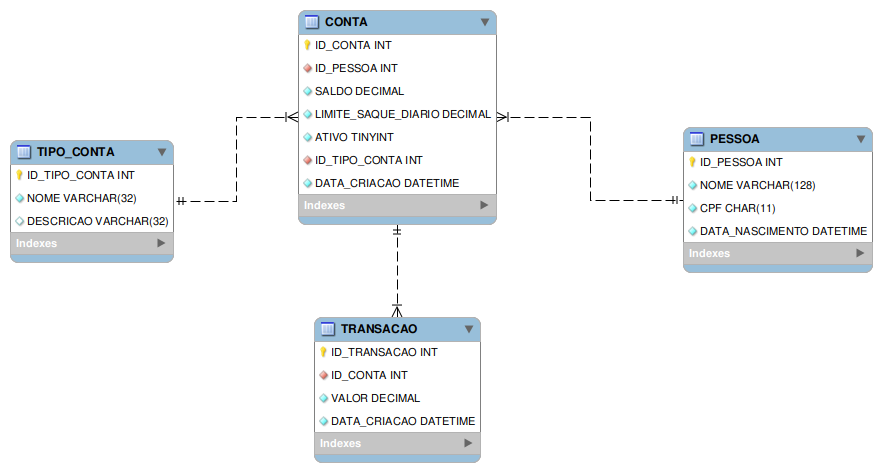 CONTA
ID_CONTA INT
ID_PESSOA INT
SALDO DECIMAL
LIMITE_SAQUE_DIARIO DECIMAL
ATIVO TINYINT
ID_TIPO_CONTA INT
DATA_CRIACAO DATETIME
Indexes
TIPO_CONTA
ID_TIPO_CONTA INT
NOME VARCHAR(32)
DESCRICAO VARCHAR(32)
Indexes
PESSOA
ID_PESSOA INT
NOME VARCHAR(128)
CPF CHAR(11)
DATA_NASCIMENTO DATETIME
Indexes
TRANSACAO
ID_TRANSACAO INT
ID_CONTA INT
VALOR DECIMAL
DATA_CRIACAO DATETIME
Indexes